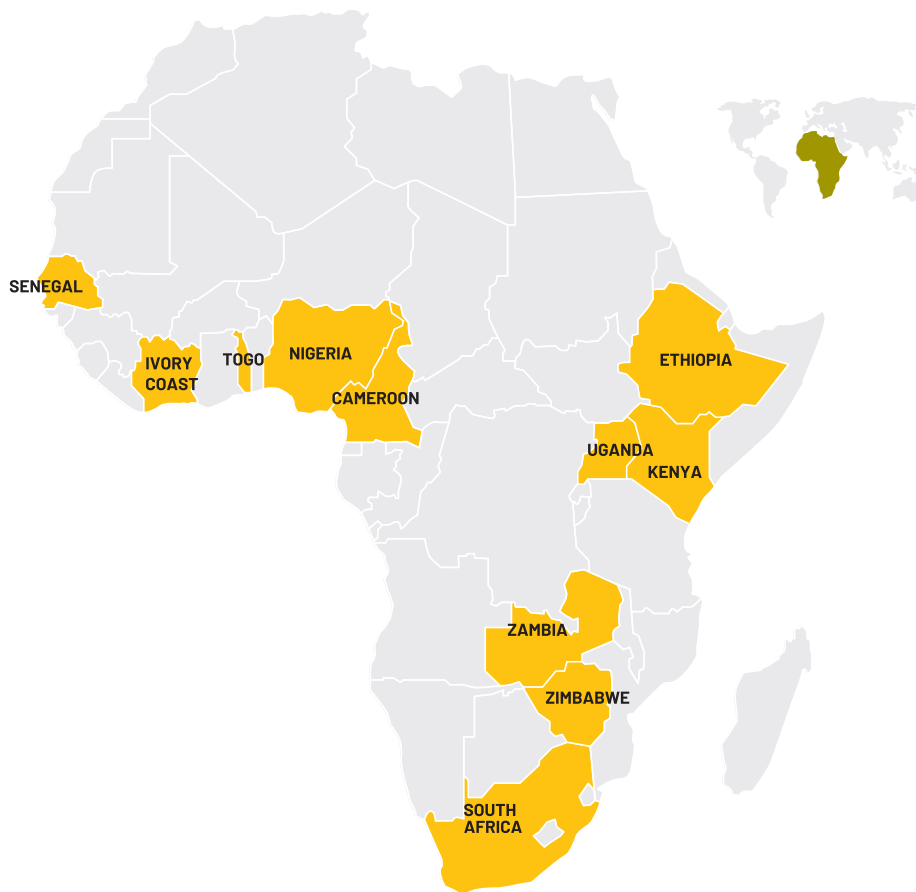 SENEGAL
IVORY
COAST
TOGO
NIGERIA
CAMEROON
ETHIOPIA
UGANDA
KENYA
ZAMBIA
ZIMBABWE
SOUTH
AFRICA